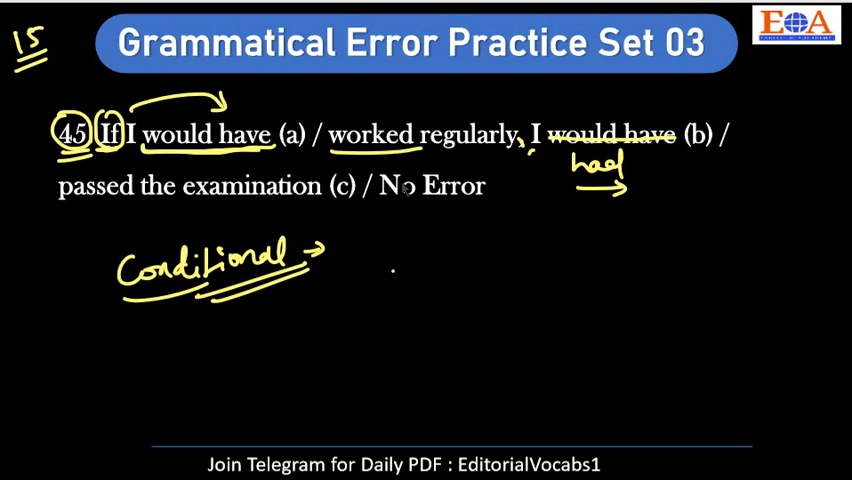 15
Grammatical Error Practice Set 03
EOA
45 If I would have (a) / worked regularly, I would have (b) /
had
passed the examination (c) / No Error
Conditional →
Join Telegram for Daily PDF : EditorialVocabs1